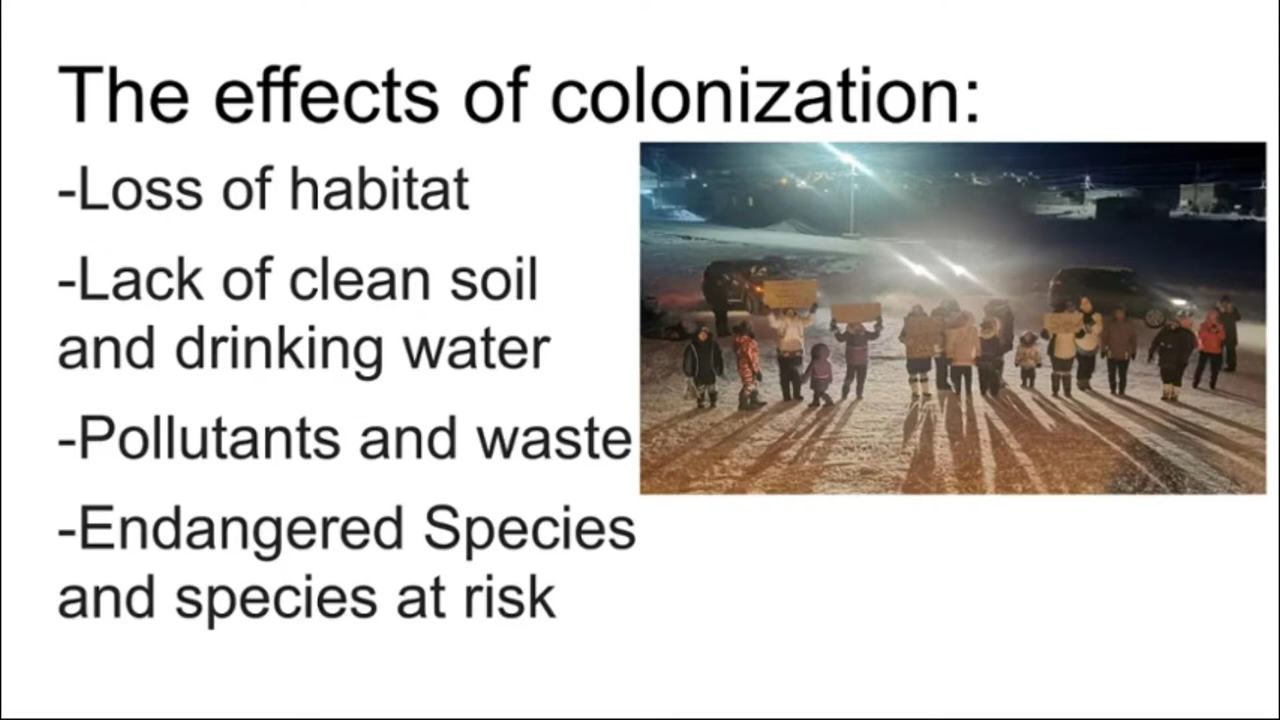 The effects of colonization:
-Loss of habitat
-Lack of clean soil
and drinking water
-Pollutants and waste
-Endangered Species
and species at risk